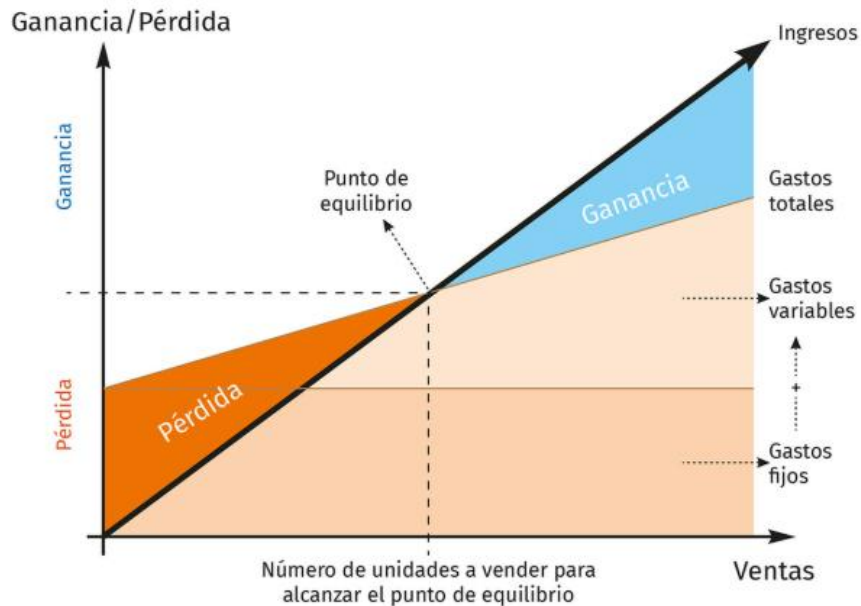 Ganancia/Pérdida
Ingresos
Ganancia
Punto de
equilibrio
Ganancia
Gastos
totales
Gastos
variables
Pérdida
Pérdida
+
Gastos
fijos
Número de unidades a vender para
alcanzar el punto de equilibrio
Ventas